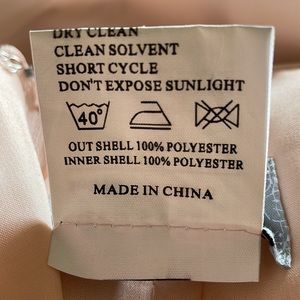 DRY CLEAN
CLEAN SOLVENT
SHORT CYCLE
DON'T EXPOSE SUNLIGHT
40°
OUT SHELL 100% POLYESTER
INNER SHELL 100% POLYESTER
MADE IN CHINA